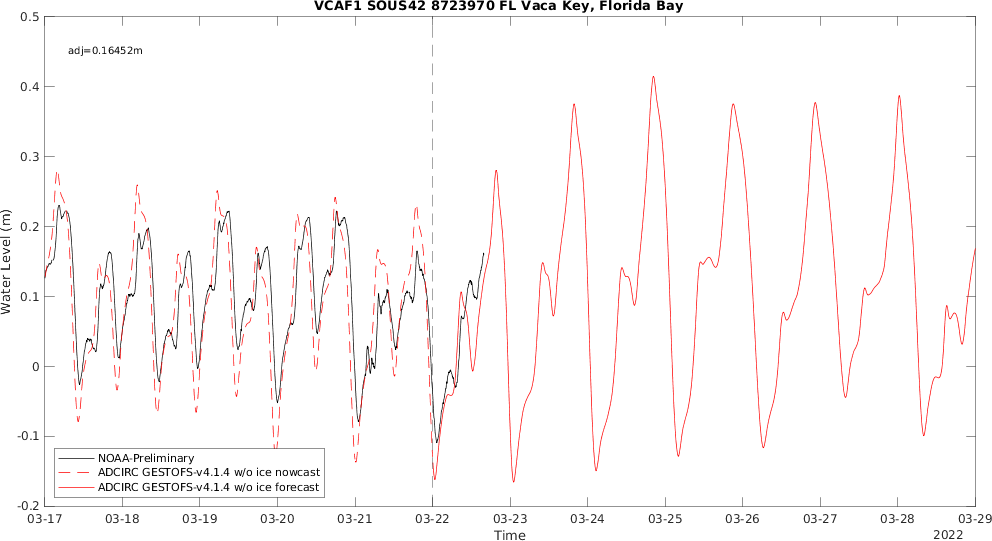 VCAF1 SOUS42 8723970 FL Vaca Key, Florida Bay
adj=0.16452m
Water Level (m)
0.5
0.4
0.3
0.2
0.1
0
-0.1
-0.2
NOAA-Preliminary
ADCIRC GESTOFS-v4.1.4 w/o ice nowcast
ADCIRC GESTOFS-v4.1.4 w/o ice forecast
03-17 03-18 03-19 03-20 03-21 03-22 03-23 03-24 03-25 03-26 03-27 03-28 03-29
Time
2022